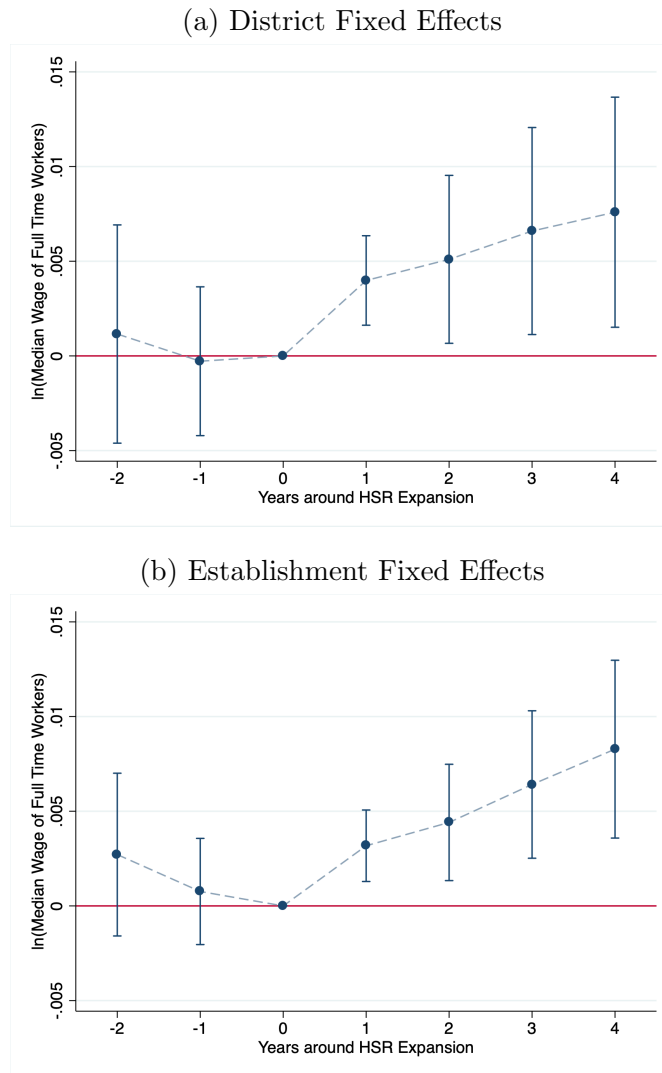 (a) District Fixed Effects
ln(Median Wage of Full Time Workers)
.015
.01
.005
0
-.005
-2 -1 0 1 2 3 4
Years around HSR Expansion
(b) Establishment Fixed Effects
ln(Median Wage of Full Time Workers)
.015
.01
.005
0
-.005
-2 -1 0 1 2 3 4
Years around HSR Expansion